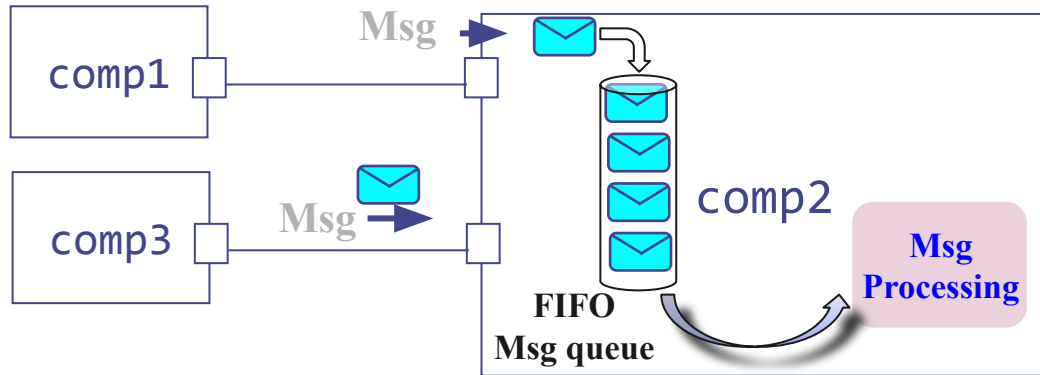 Msg
comp1
comp2
Msg
comp3
Msg
Processing
FIFO
Msg queue